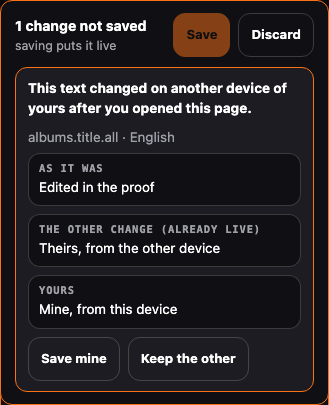 1 change not saved
saving puts it live
Save
Discard
This text changed on another device of
yours after you opened this page.
albums.title.all · English
AS IT WAS
Edited in the proof
THE OTHER CHANGE (ALREADY LIVE)
Theirs, from the other device
YOURS
Mine, from this device
Save mine
Keep the other